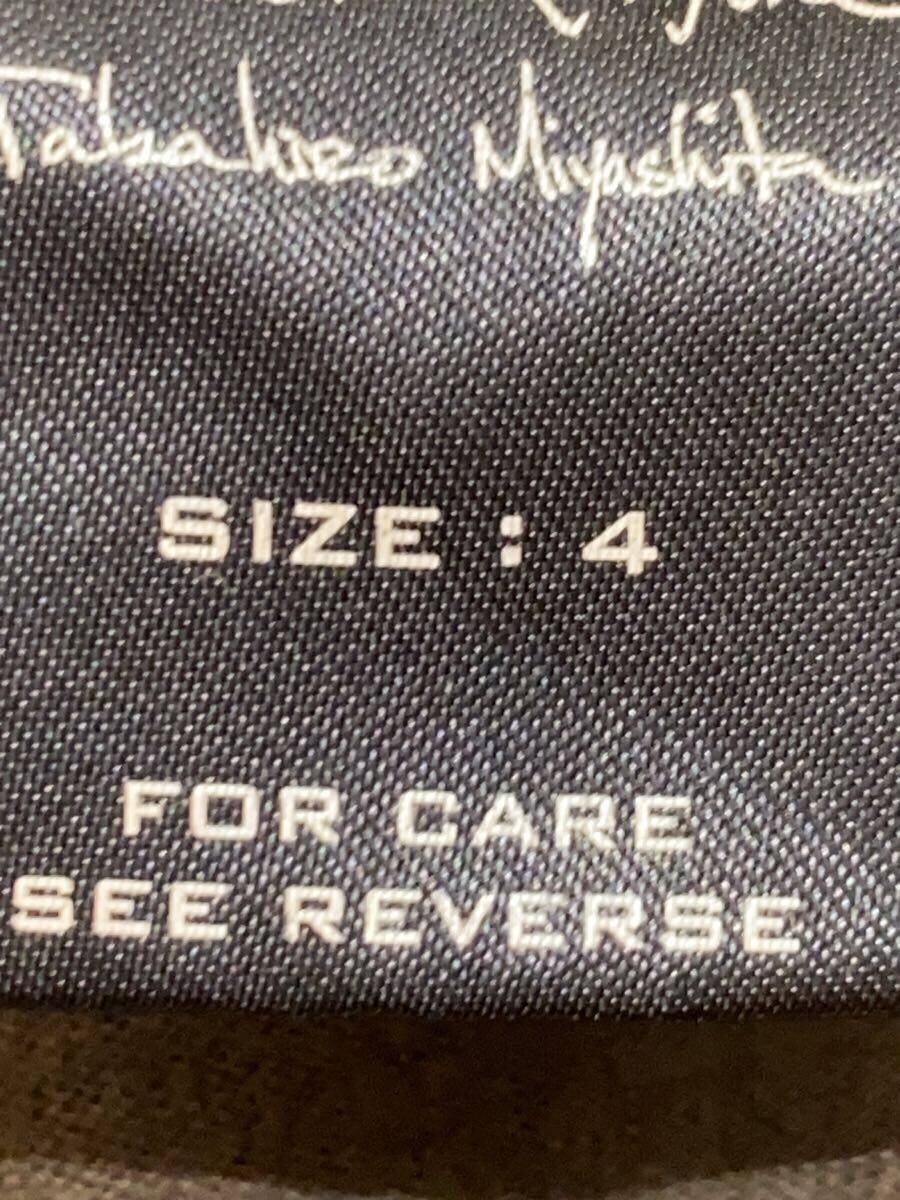 Takahiro Miyashita
SIZE : 4
FOR CARE
SEE REVERSE